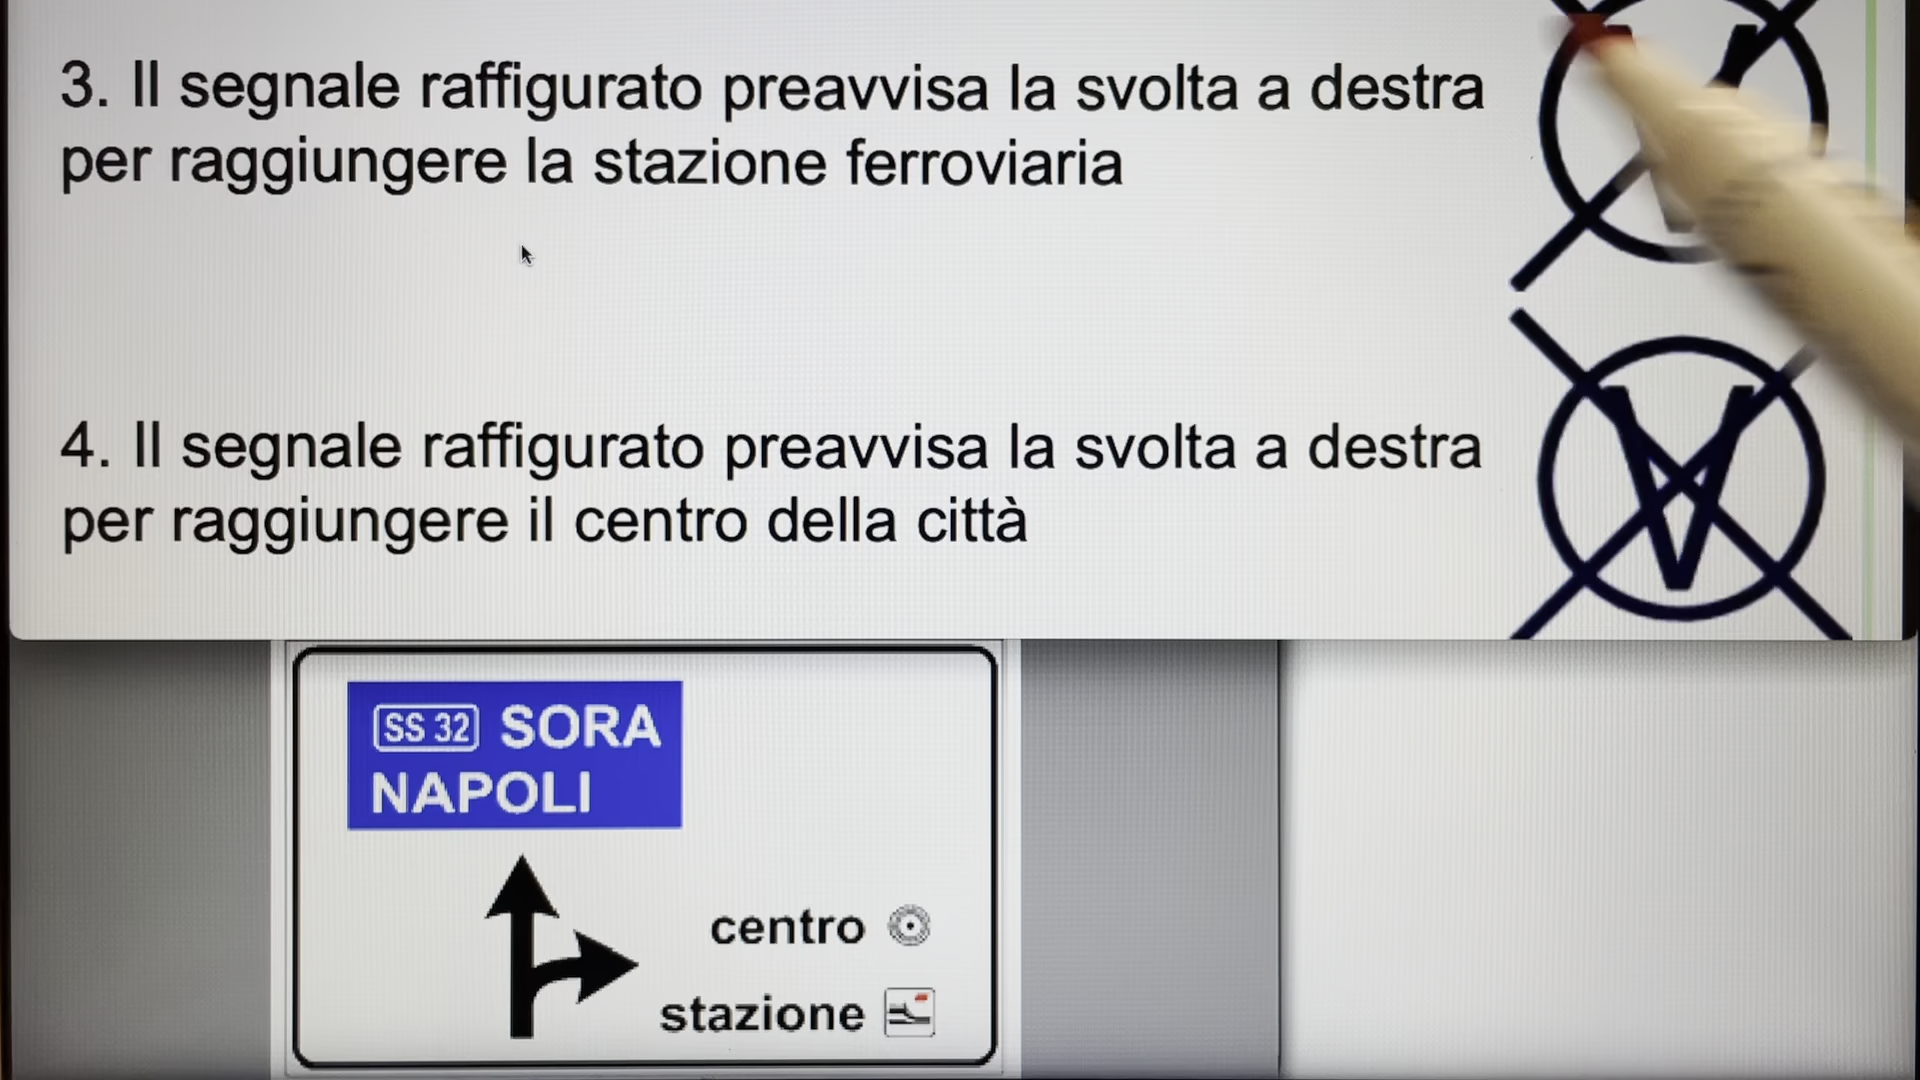 3. Il segnale raffigurato preavvisa la svolta a destra
per raggiungere la stazione ferroviaria
V
4. Il segnale raffigurato preavvisa la svolta a destra
per raggiungere il centro della città
V
SS 32 SORA
NAPOLI
centro
stazione